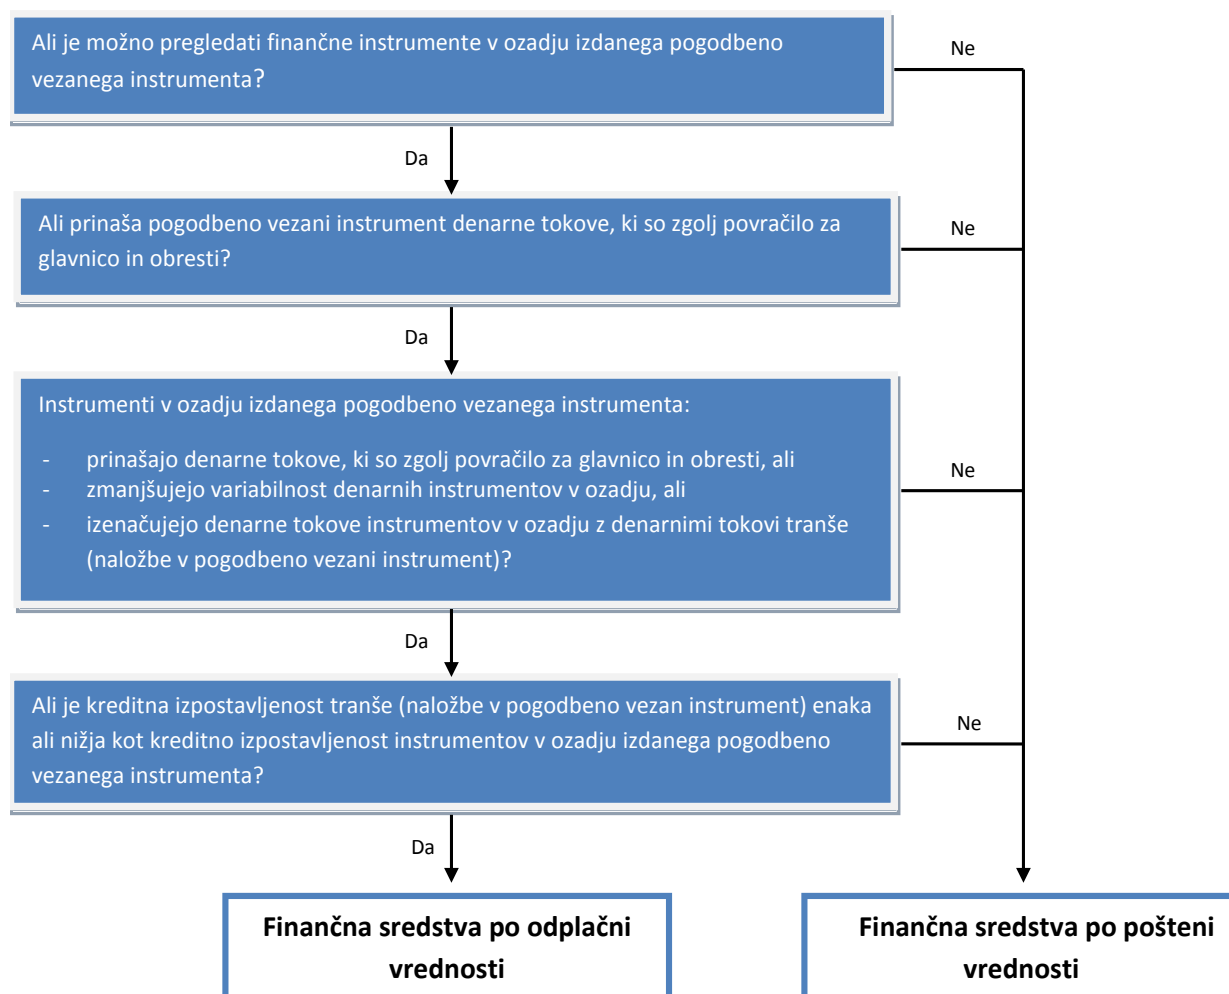 Ali je možno pregledati finančne instrumente v ozadju izdanega pogodbeno
vezanega instrumenta?
Ne
Da
Ali prinaša pogodbeno vezani instrument denarne tokove, ki so zgolj povračilo za
glavnico in obresti?
Ne
Da
Instrumenti v ozadju izdanega pogodbeno vezanega instrumenta:
- prinašajo denarne tokove, ki so zgolj povračilo za glavnico in obresti, ali
- zmanjšujejo variabilnost denarnih instrumentov v ozadju, ali
- izenačujejo denarne tokove instrumentov v ozadju z denarnimi tokovi tranše
(naložbe v pogodbeno vezani instrument)?
Ne
Da
Ali je kreditna izpostavljenost tranše (naložbe v pogodbeno vezan instrument) enaka
ali nižja kot kreditno izpostavljenost instrumentov v ozadju izdanega pogodbeno
vezanega instrumenta?
Ne
Da
Finančna sredstva po odplačni
vrednosti
Finančna sredstva po pošteni
vrednosti